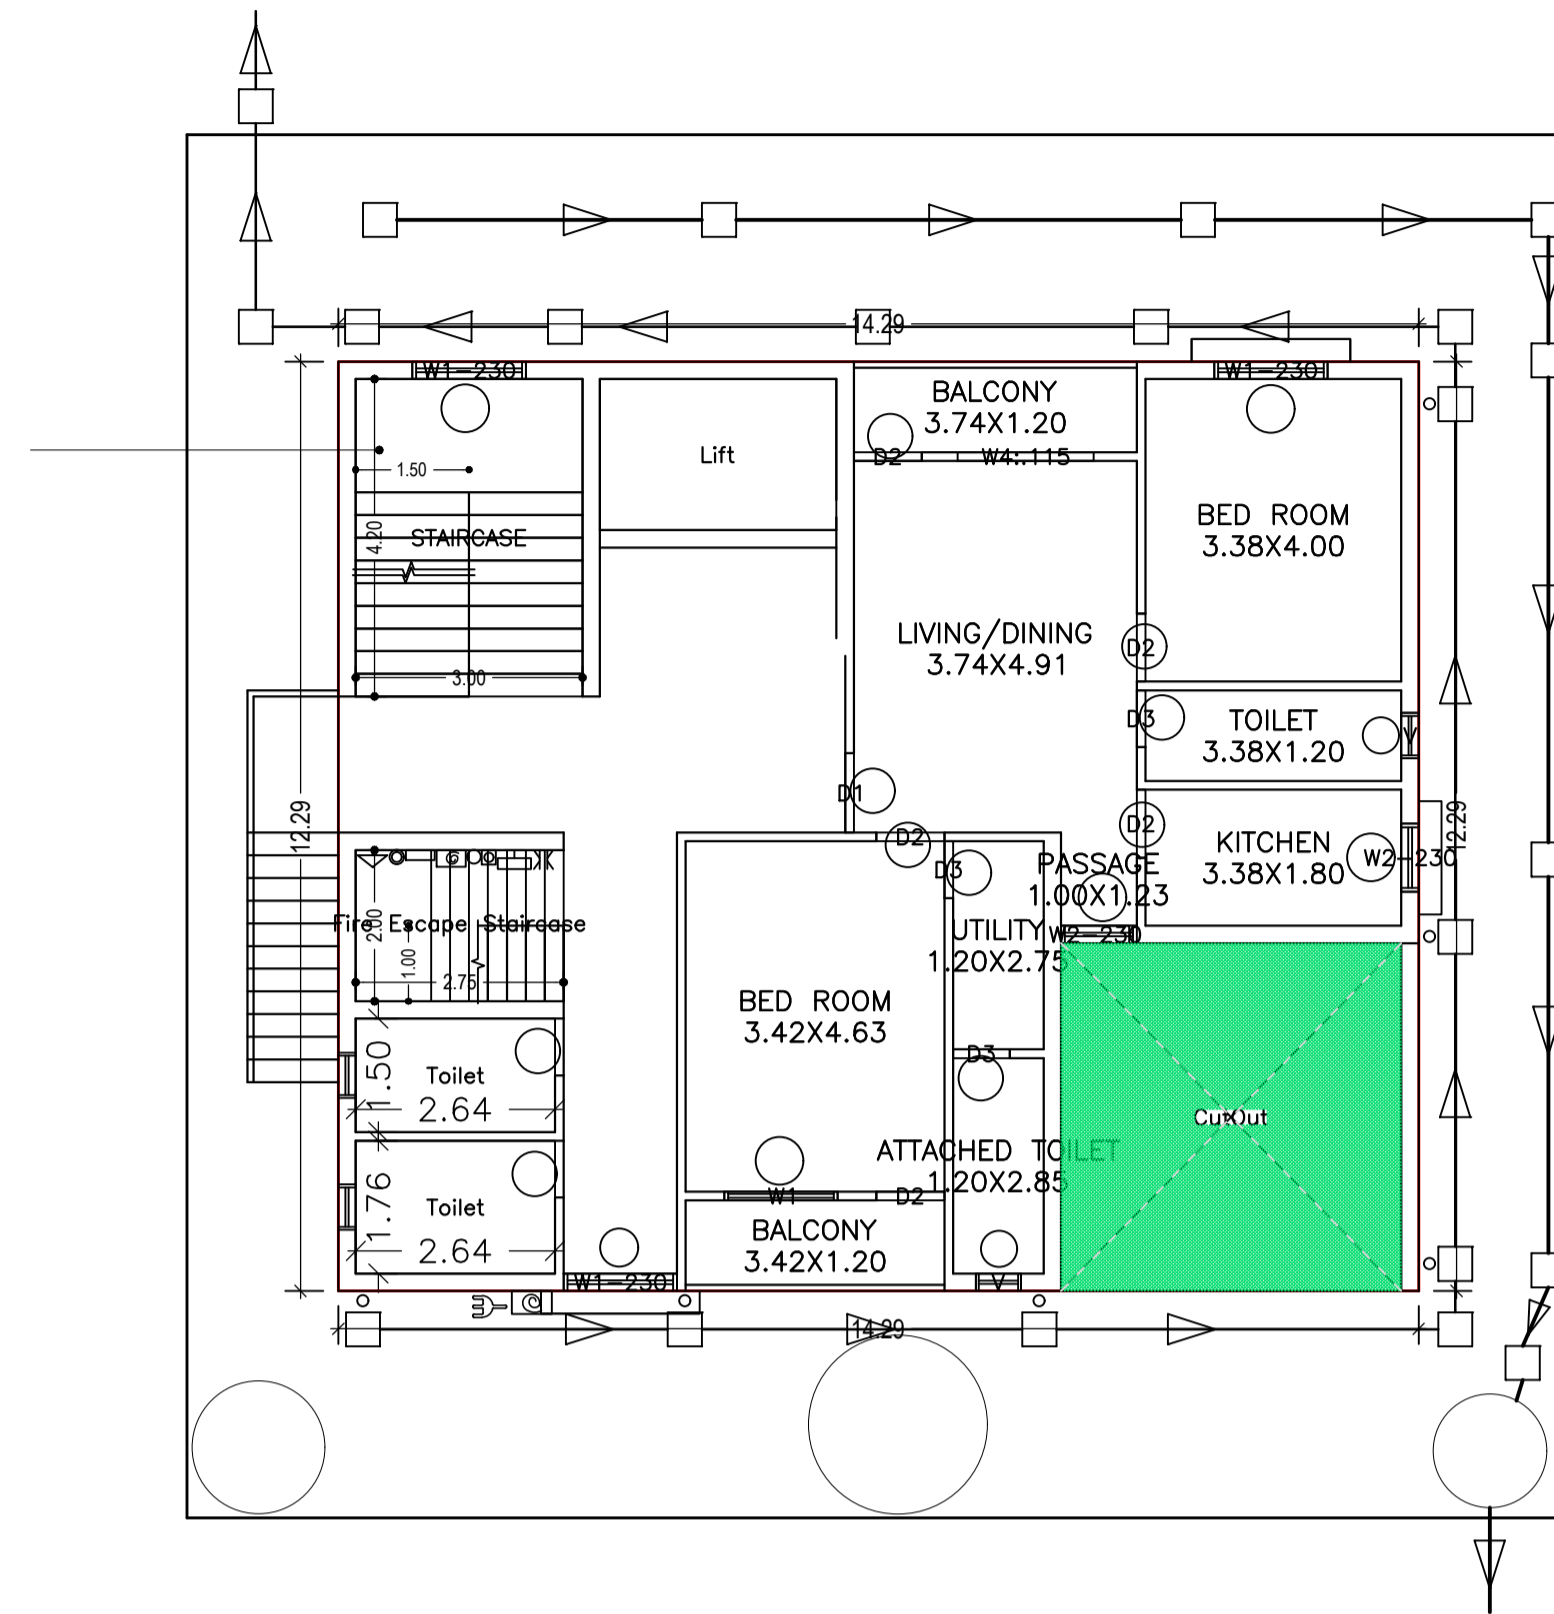 14.29
W1-230
W1-230
BALCONY
3.74X1.20
Lift
1.50
D2
W4:.115
BED ROOM
3.38X4.00
4.20
STAIRCASE
LIVING/DINING
3.74X4.91
D2
3.00
D3
TOILET
3.38X1.20
V
D1
12.29
12.29
D2
D2
KITCHEN
3.38X1.80
W2-230
PASSAGE
1.00X1.23
D3
Fire Escape Staircase
2.00
1.00
2.75
UTILITY
1.20X2.75
W2-230
BED ROOM
3.42X4.63
D3
1.50
Toilet
2.64
CutOut
ATTACHED TOILET
1.20X2.85
1.76
Toilet
2.64
W1
D2
BALCONY
3.42X1.20
W1-230
V
14.29